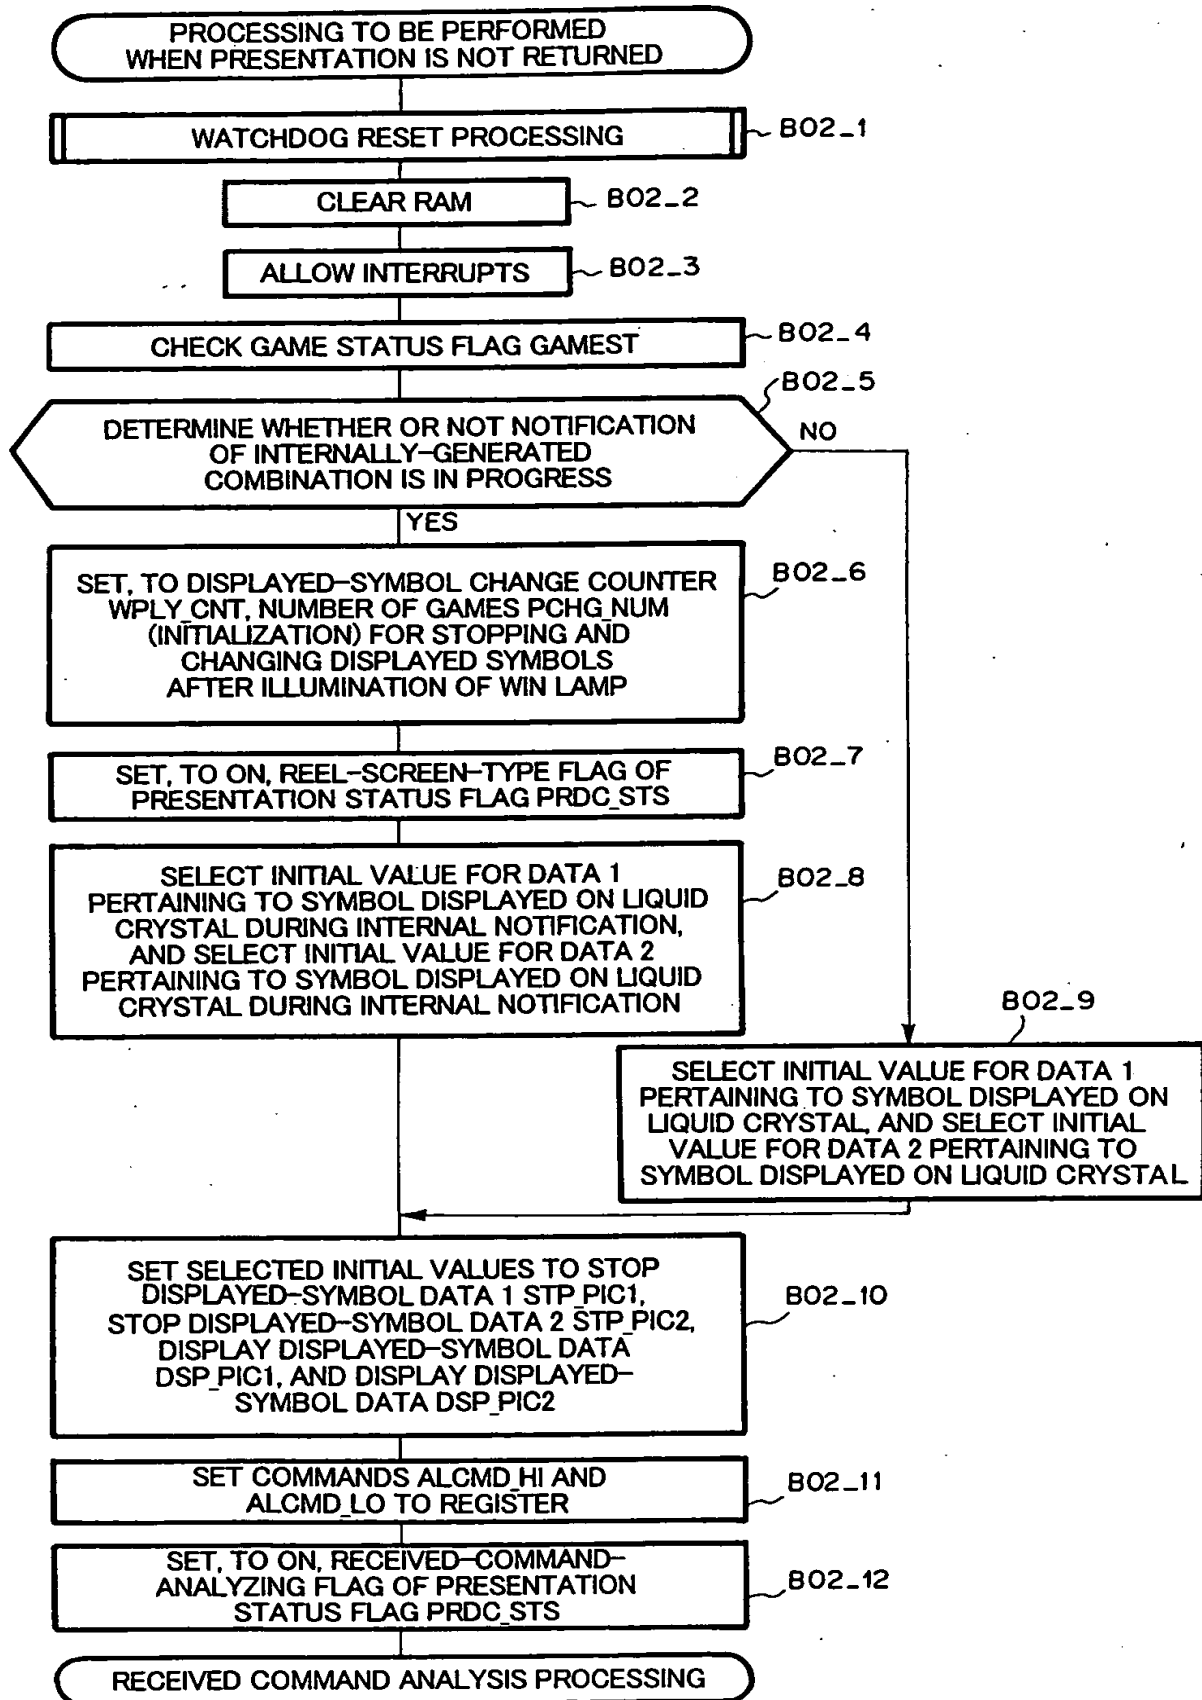 PROCESSING TO BE PERFORMED
WHEN PRESENTATION IS NOT RETURNED
WATCHDOG RESET PROCESSING
B02_1
CLEAR RAM
B02_2
ALLOW INTERRUPTS
B02_3
CHECK GAME STATUS FLAG GAMEST
B02_4
B02_5
DETERMINE WHETHER OR NOT NOTIFICATION
OF INTERNALLY-GENERATED
COMBINATION IS IN PROGRESS
NO
YES
SET, TO DISPLAYED-SYMBOL CHANGE COUNTER
WPLY_CNT, NUMBER OF GAMES PCHG_NUM
(INITIALIZATION) FOR STOPPING AND
CHANGING DISPLAYED SYMBOLS
AFTER ILLUMINATION OF WIN LAMP
B02_6
SET, TO ON, REEL-SCREEN-TYPE FLAG OF
PRESENTATION STATUS FLAG PRDC_STS
B02_7
SELECT INITIAL VALUE FOR DATA 1
PERTAINING TO SYMBOL DISPLAYED ON LIQUID
CRYSTAL DURING INTERNAL NOTIFICATION,
AND SELECT INITIAL VALUE FOR DATA 2
PERTAINING TO SYMBOL DISPLAYED ON LIQUID
CRYSTAL DURING INTERNAL NOTIFICATION
B02_8
B02_9
SELECT INITIAL VALUE FOR DATA 1
PERTAINING TO SYMBOL DISPLAYED ON
LIQUID CRYSTAL, AND SELECT INITIAL
VALUE FOR DATA 2 PERTAINING TO
SYMBOL DISPLAYED ON LIQUID CRYSTAL
SET SELECTED INITIAL VALUES TO STOP
DISPLAYED-SYMBOL DATA 1 STP_PIC1,
STOP DISPLAYED-SYMBOL DATA 2 STP_PIC2,
DISPLAY DISPLAYED-SYMBOL DATA
DSP_PIC1, AND DISPLAY DISPLAYED-
SYMBOL DATA DSP_PIC2
B02_10
SET COMMANDS ALCMD_HI AND
ALCMD_LO TO REGISTER
B02_11
SET, TO ON, RECEIVED-COMMAND-
ANALYZING FLAG OF PRESENTATION
STATUS FLAG PRDC_STS
B02_12
RECEIVED COMMAND ANALYSIS PROCESSING